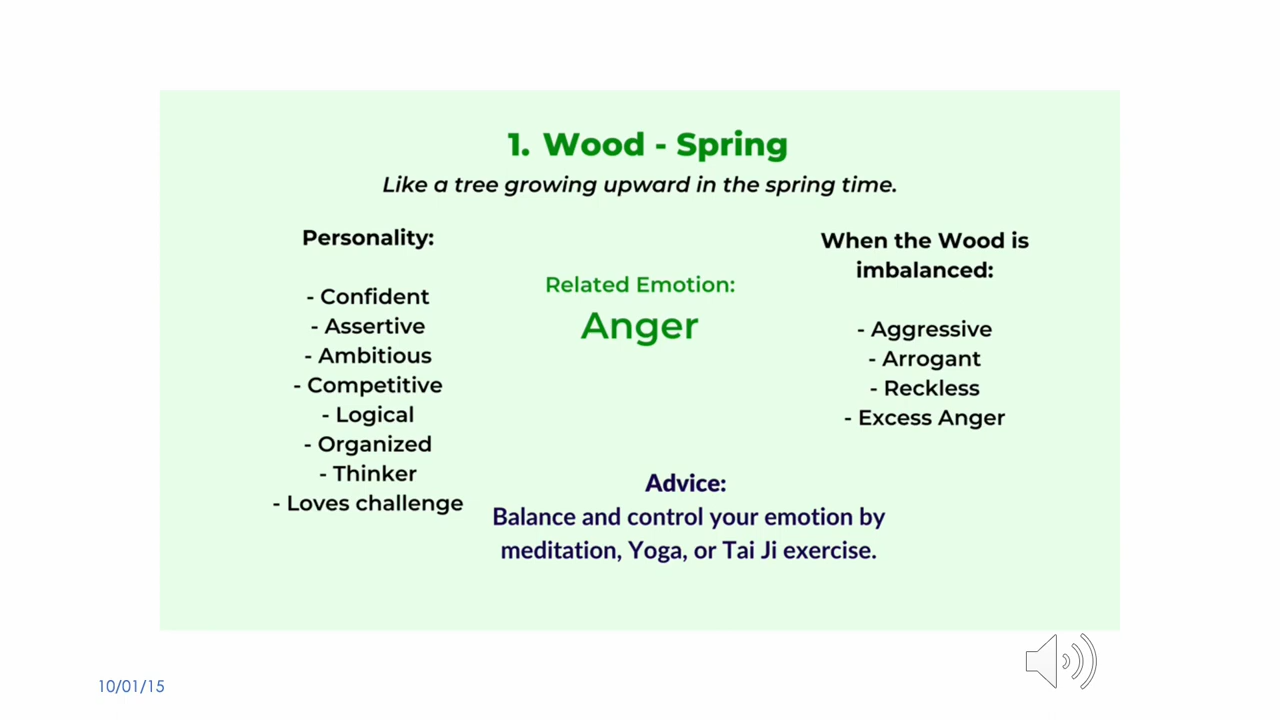 1. Wood - Spring
Like a tree growing upward in the spring time.
Personality:
- Confident
- Assertive
- Ambitious
- Competitive
- Logical
- Organized
- Thinker
- Loves challenge
Related Emotion:
Anger
When the Wood is
imbalanced:
- Aggressive
- Arrogant
- Reckless
- Excess Anger
Advice:
Balance and control your emotion by
meditation, Yoga, or Tai Ji exercise.
10/01/15